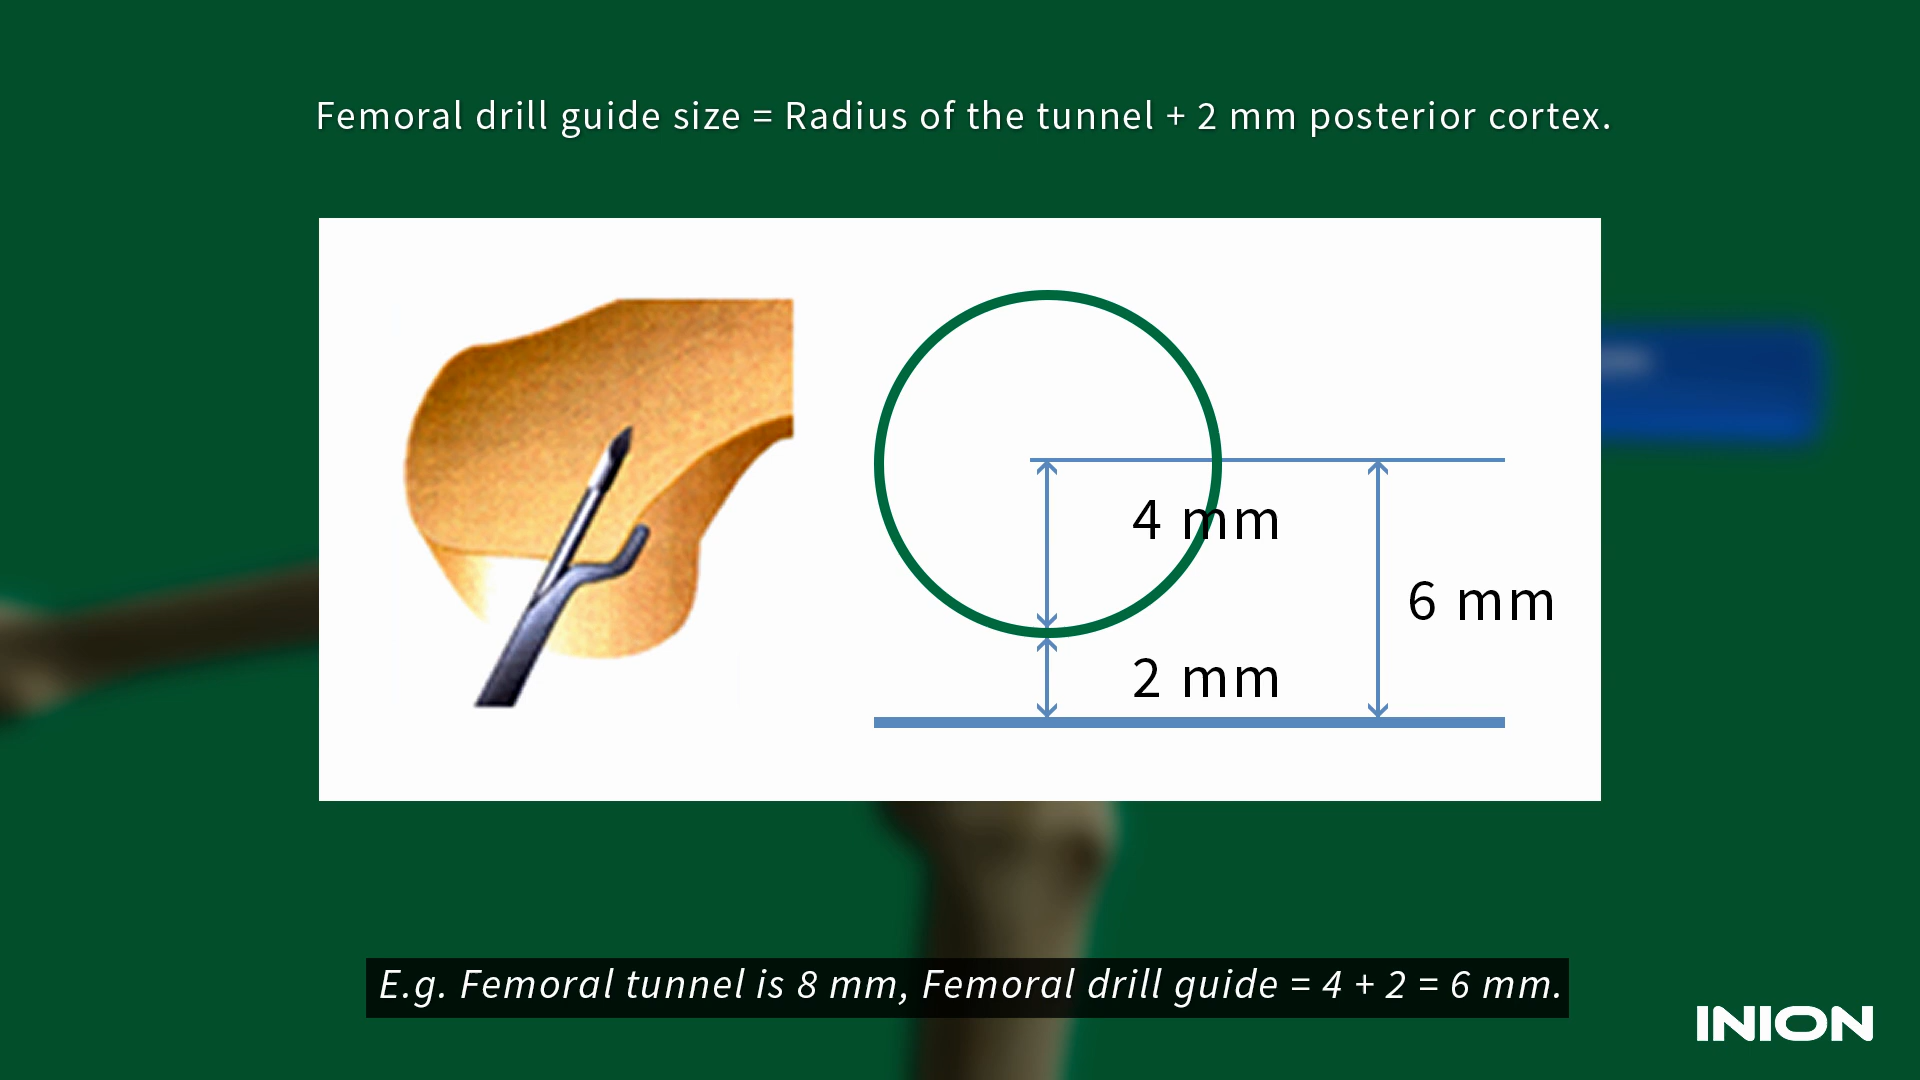 Femoral drill guide size = Radius of the tunnel + 2 mm posterior cortex.
4 mm
6 mm
2 mm
E.g. Femoral tunnel is 8 mm, Femoral drill guide = 4 + 2 = 6 mm.
INION